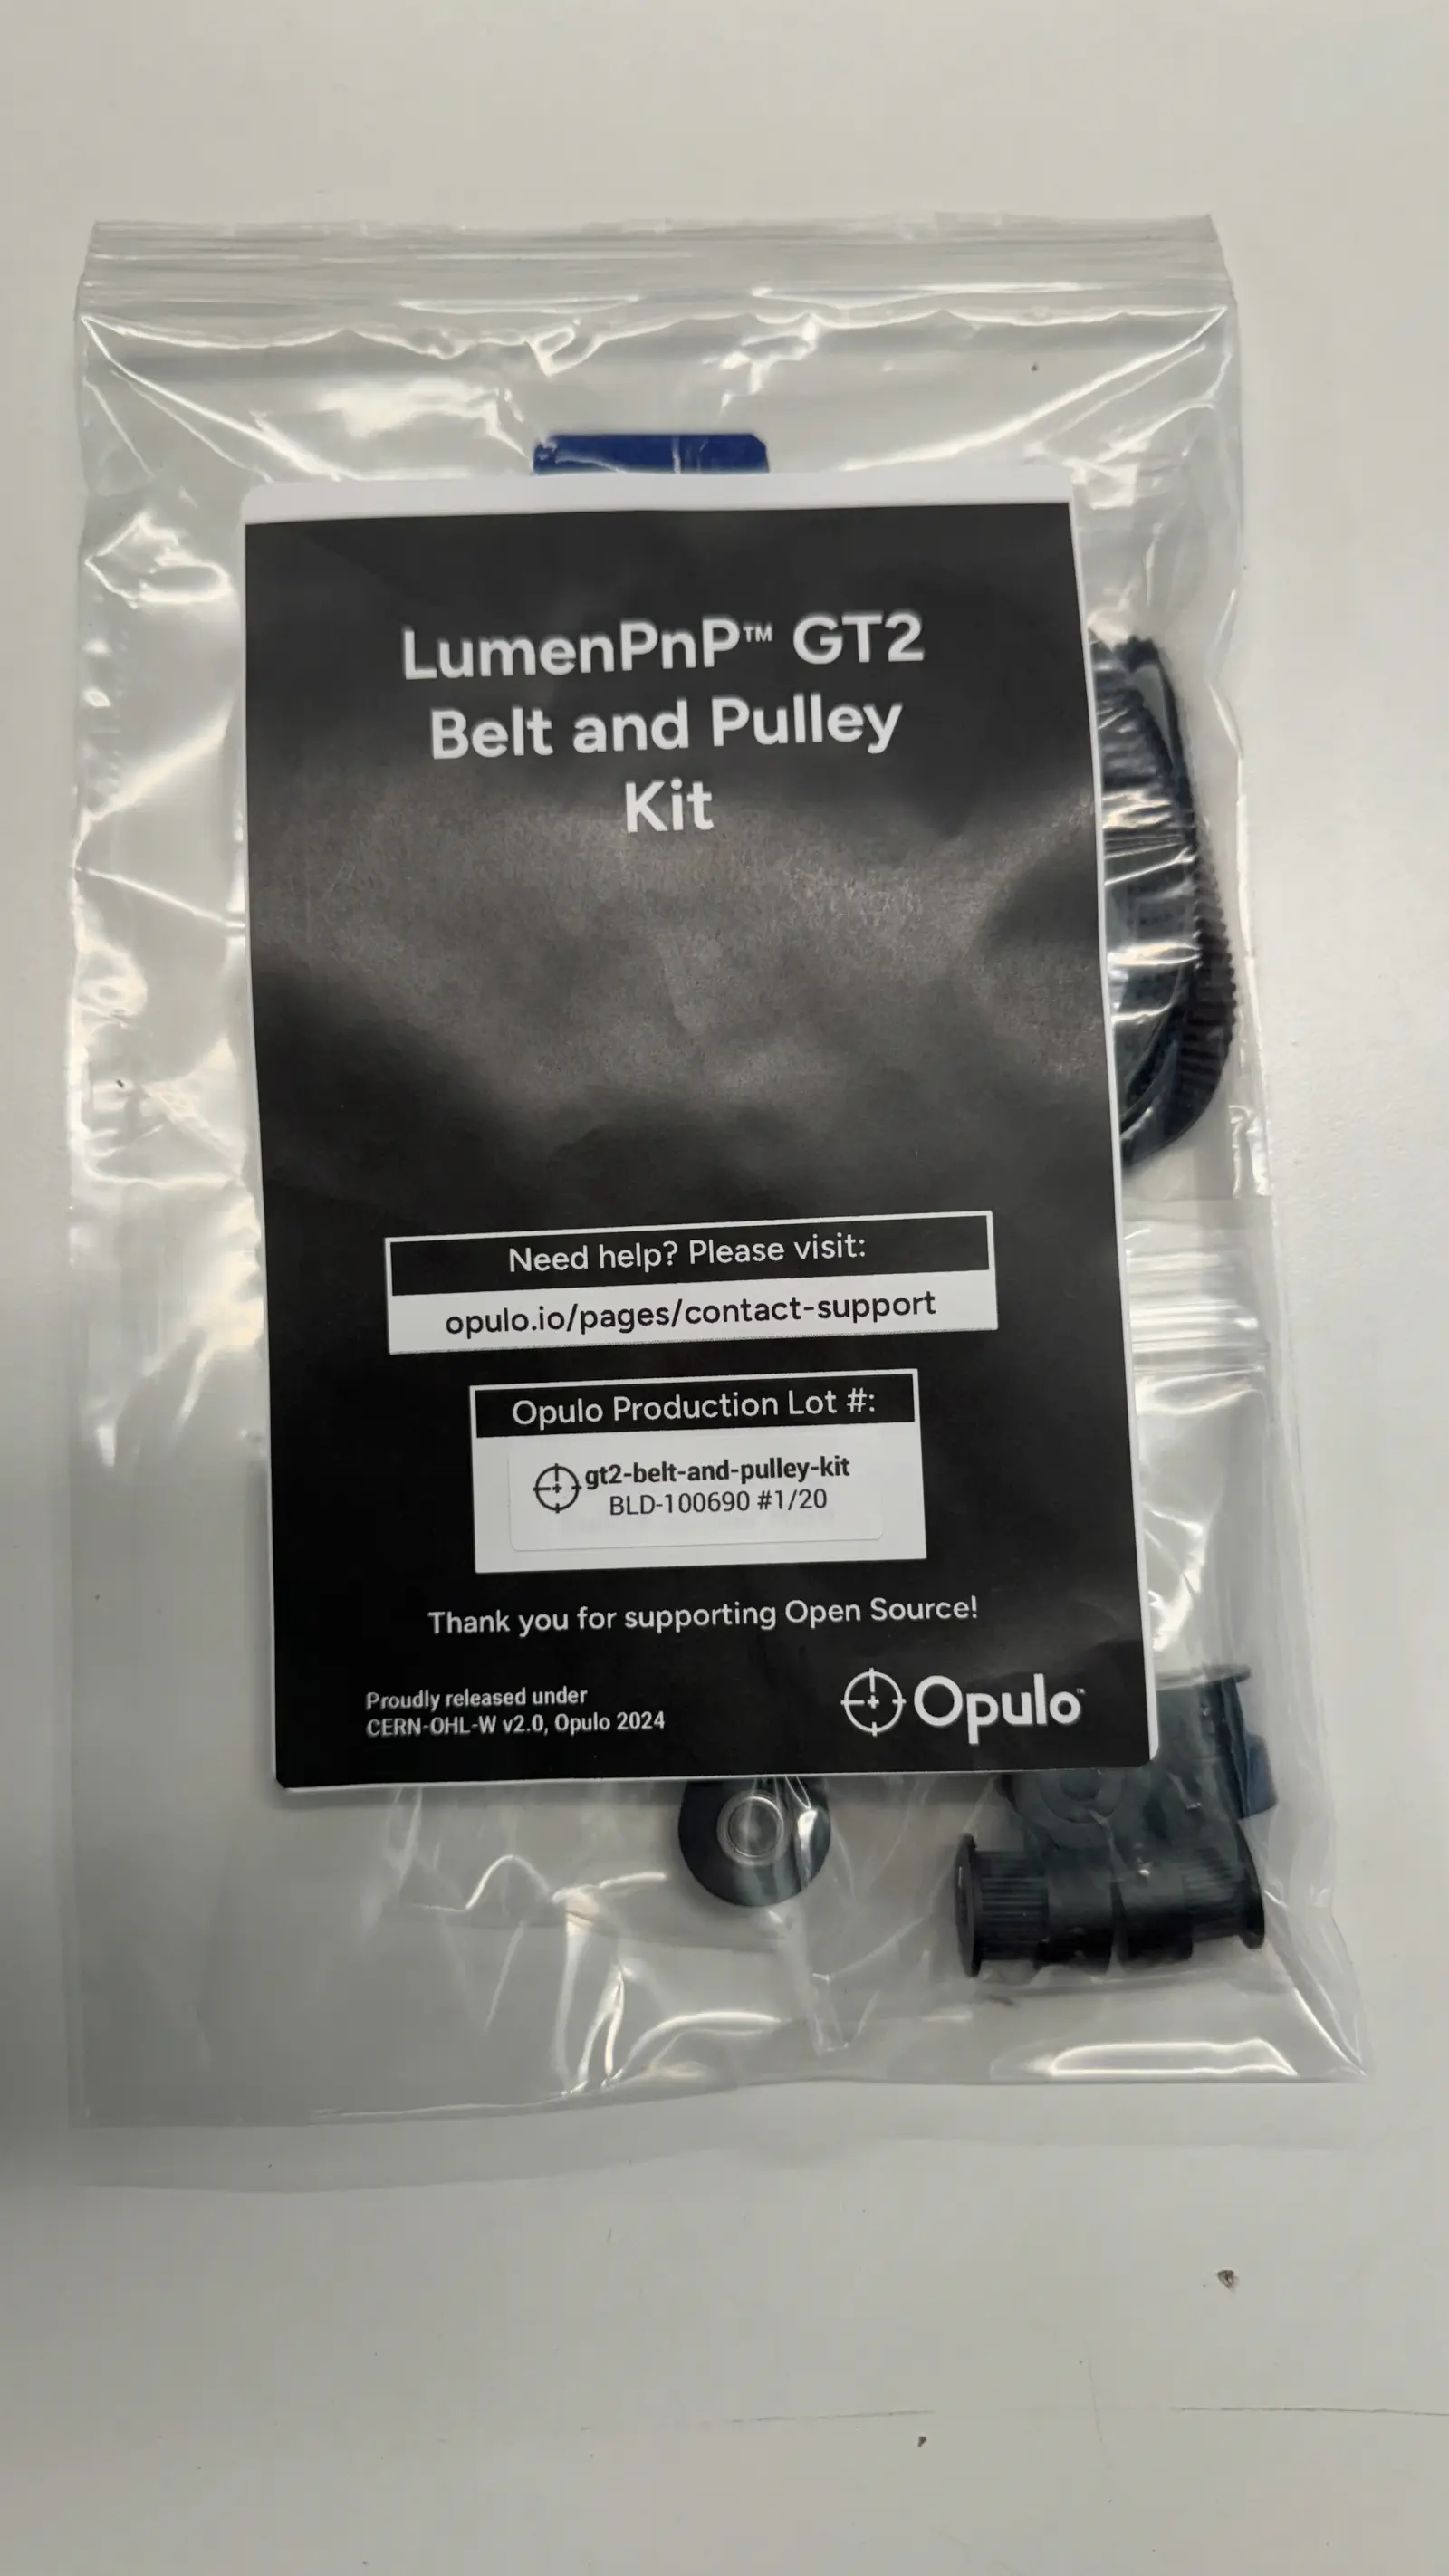 LumenPnP™ GT2
Belt and Pulley
Kit
Need help? Please visit:
opulo.io/pages/contact-support
Opulo Production Lot #:
gt2-belt-and-pulley-kit
BLD-100690 #1/20
Thank you for supporting Open Source!
Proudly released under
CERN-OHL-W v2.0, Opulo 2024
Opulo™